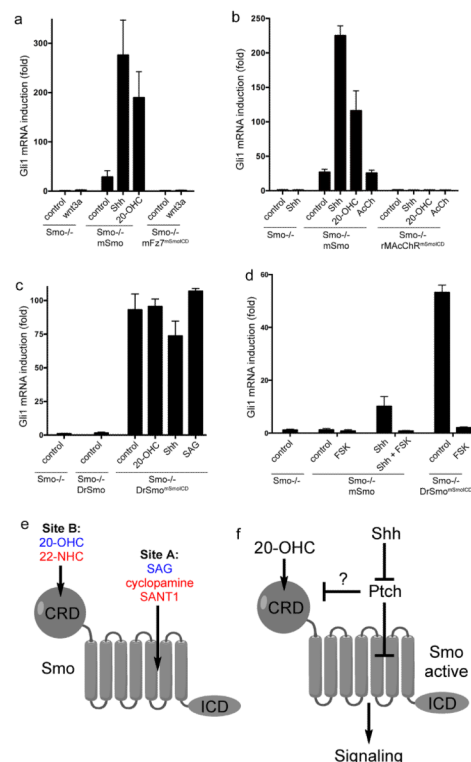 a
Gli1 mRNA induction (fold)
300
200
100
0
control
wnt3a
control
Shh
20-OHC
control
wnt3a
Smo-/-
Smo-/-
mSmo
Smo-/-
mFz7mSmoICD
b
Gli1 mRNA induction (fold)
250
200
150
100
50
0
control
Shh
control
Shh
20-OHC
AcCh
control
Shh
20-OHC
AcCh
Smo-/-
Smo-/-
mSmo
Smo-/-
rMAcChRmSmoICD
c
Gli1 mRNA induction (fold)
100
75
50
25
0
control
control
control
20-OHC
Shh
SAG
Smo-/-
Smo-/-
DrSmo
Smo-/-
DrSmomSmoICD
d
Gli1 mRNA induction (fold)
60
40
20
0
control
control
FSK
Shh
Shh + FSK
control
FSK
Smo-/-
Smo-/-
mSmo
Smo-/-
DrSmomSmoICD
e
Site B:
20-OHC
22-NHC
Site A:
SAG
cyclopamine
SANT1
CRD
Smo
ICD
f
Shh
20-OHC
?
Ptch
CRD
Smo
active
ICD
Signaling